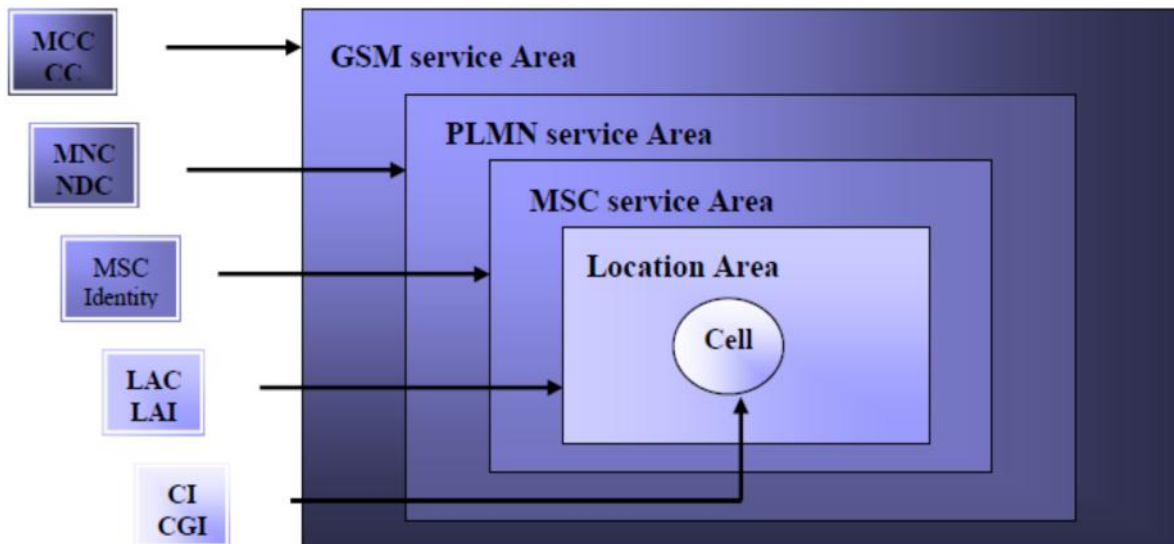 MCC
CC
GSM service Area
MNC
NDC
PLMN service Area
MSC
Identity
MSC service Area
LAC
LAI
Location Area
Cell
CI
CGI